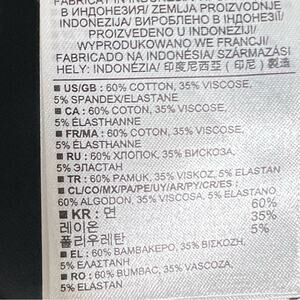 FABRICAT ÎN INDONEZIA/
В ИНДОНЕЗИИ/ ZEMLJA PROIZVODNJE
INDONEZIJA/ ВИРОБЛЕНО В ІНДОНЕЗІЇ/
PROIZVEDENO U INDONEZIJI/
WYPRODUKOWANO WE FRANCJI/
FABRICADO NA INDONÉSIA/ SZÁRMAZÁSI
HELY: INDONÉZIA/ 印度尼西亚 ( 印尼 ) 製造
■ US/GB : 60% COTTON, 35% VISCOSE,
5% SPANDEX/ELASTANE
■ CA : 60% COTON, 35% VISCOSE,
5% ÉLASTHANNE
■ FR/MA : 60% COTON, 35% VISCOSE,
5% ÉLASTHANNE
■ RU : 60% ХЛОПОК, 35% ВИСКОЗА,
5% ЭЛАСТАН
■ TR : 60% PAMUK, 35% VISKOZ, 5% ELASTAN
■ CL/CO/MX/PA/PE/UY/AR/PY/CR/ES :
60% ALGODÓN, 35% VISCOSA, 5% ELASTANO
■ KR : 면 60%
레이온 35%
폴리우레탄 5%
■ EL : 60% ΒΑΜΒΑΚΕΡΟ, 35% ΒΙΣΚΟΖΗ,
5% ΕΛΑΣΤΑΝΗ
■ RO : 60% BUMBAC, 35% VASCOZA,
5% ELASTAN